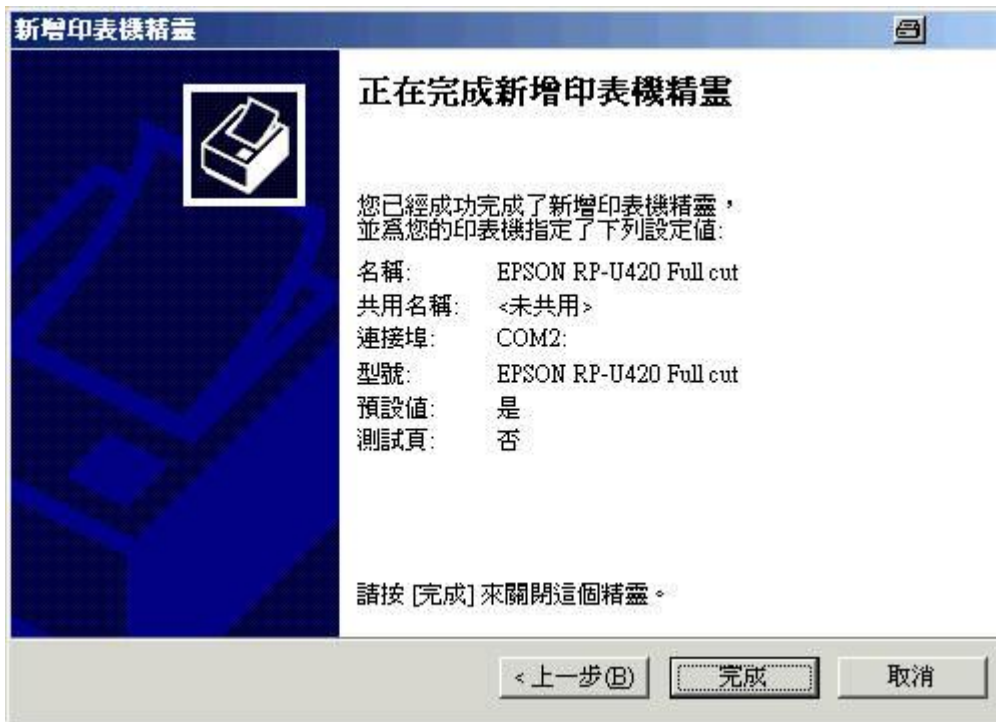 新增印表機精靈
正在完成新增印表機精靈
您已經成功完成了新增印表機精靈，
並為您的印表機指定了下列設定值:
名稱: EPSON RP-U420 Full cut
共用名稱: <未共用>
連接埠: COM2:
型號: EPSON RP-U420 Full cut
預設值: 是
測試頁: 否
請按 [完成] 來關閉這個精靈。
<上一步(B) 完成 取消